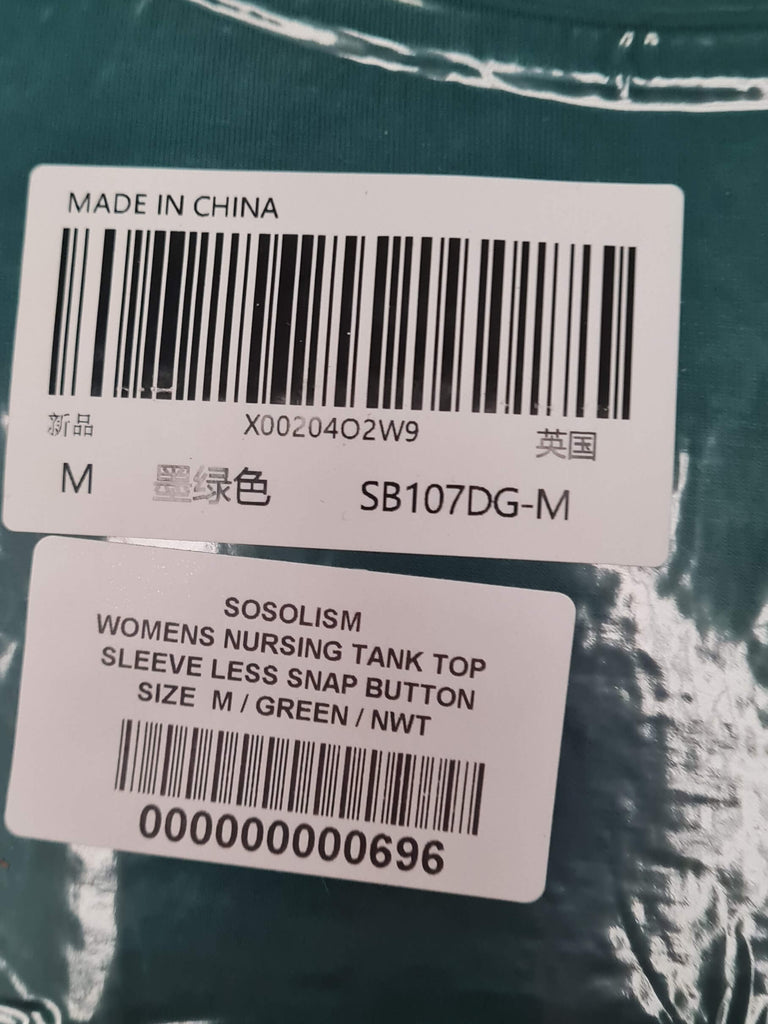 MADE IN CHINA
新品 X00204O2W9 英国
M 墨绿色 SB107DG-M
SOSOLISM
WOMENS NURSING TANK TOP
SLEEVE LESS SNAP BUTTON
SIZE M / GREEN / NWT
000000000696